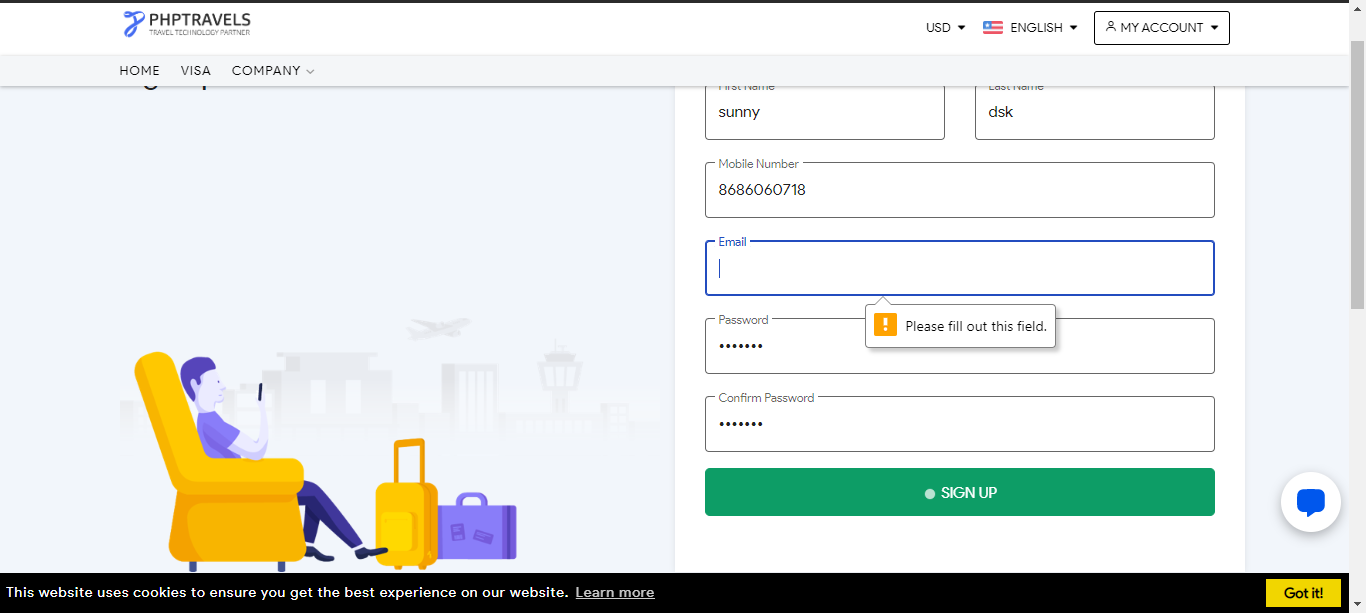 PHPTRAVELS
TRAVEL TECHNOLOGY PARTNER
USD
ENGLISH
MY ACCOUNT
HOME
VISA
COMPANY
First Name
sunny
Last Name
dsk
Mobile Number
8686060718
Email
Please fill out this field.
Password
•••••••
Confirm Password
•••••••
SIGN UP
This website uses cookies to ensure you get the best experience on our website. Learn more
Got it!